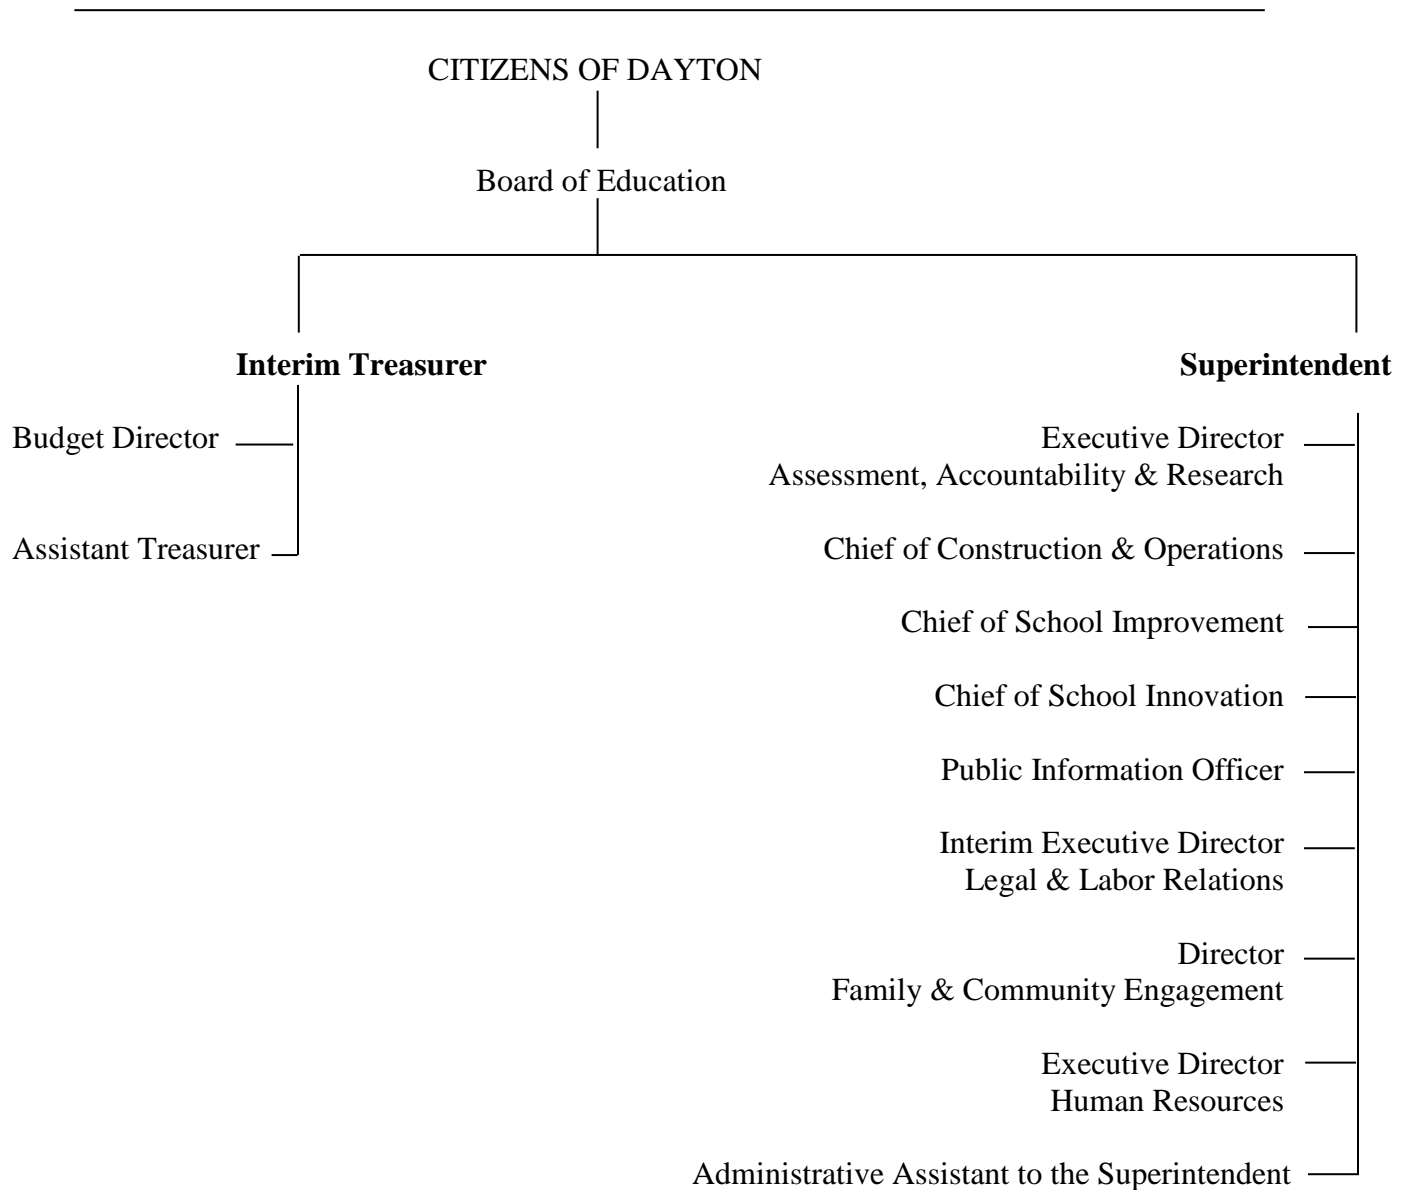 CITIZENS OF DAYTON
Board of Education
Interim Treasurer
Superintendent
Budget Director
Assistant Treasurer
Executive Director
Assessment, Accountability & Research
Chief of Construction & Operations
Chief of School Improvement
Chief of School Innovation
Public Information Officer
Interim Executive Director
Legal & Labor Relations
Director
Family & Community Engagement
Executive Director
Human Resources
Administrative Assistant to the Superintendent